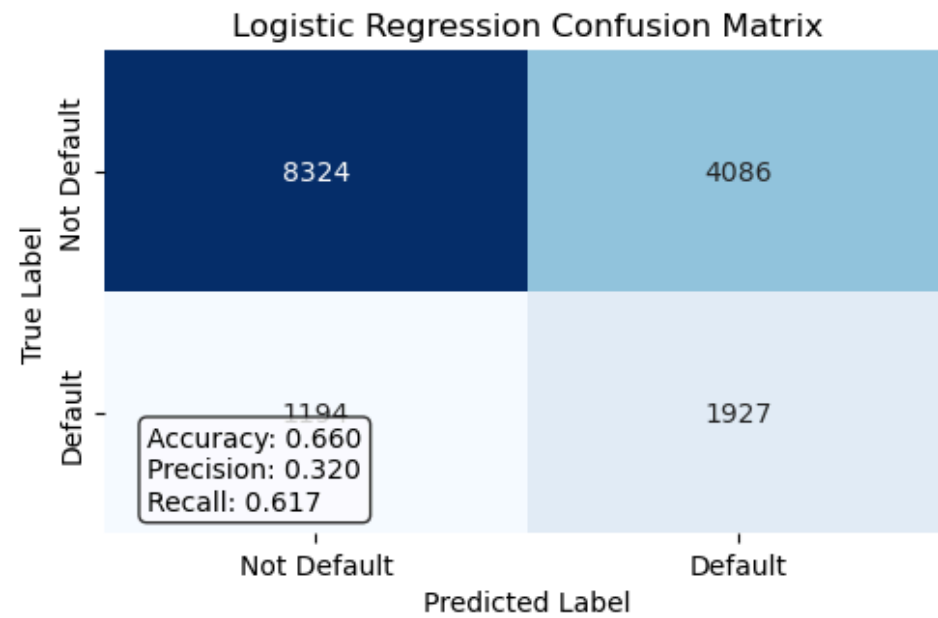 Logistic Regression Confusion Matrix
True Label
Not Default
8324
4086
Default
1194
1927
Accuracy: 0.660
Precision: 0.320
Recall: 0.617
Not Default
Default
Predicted Label